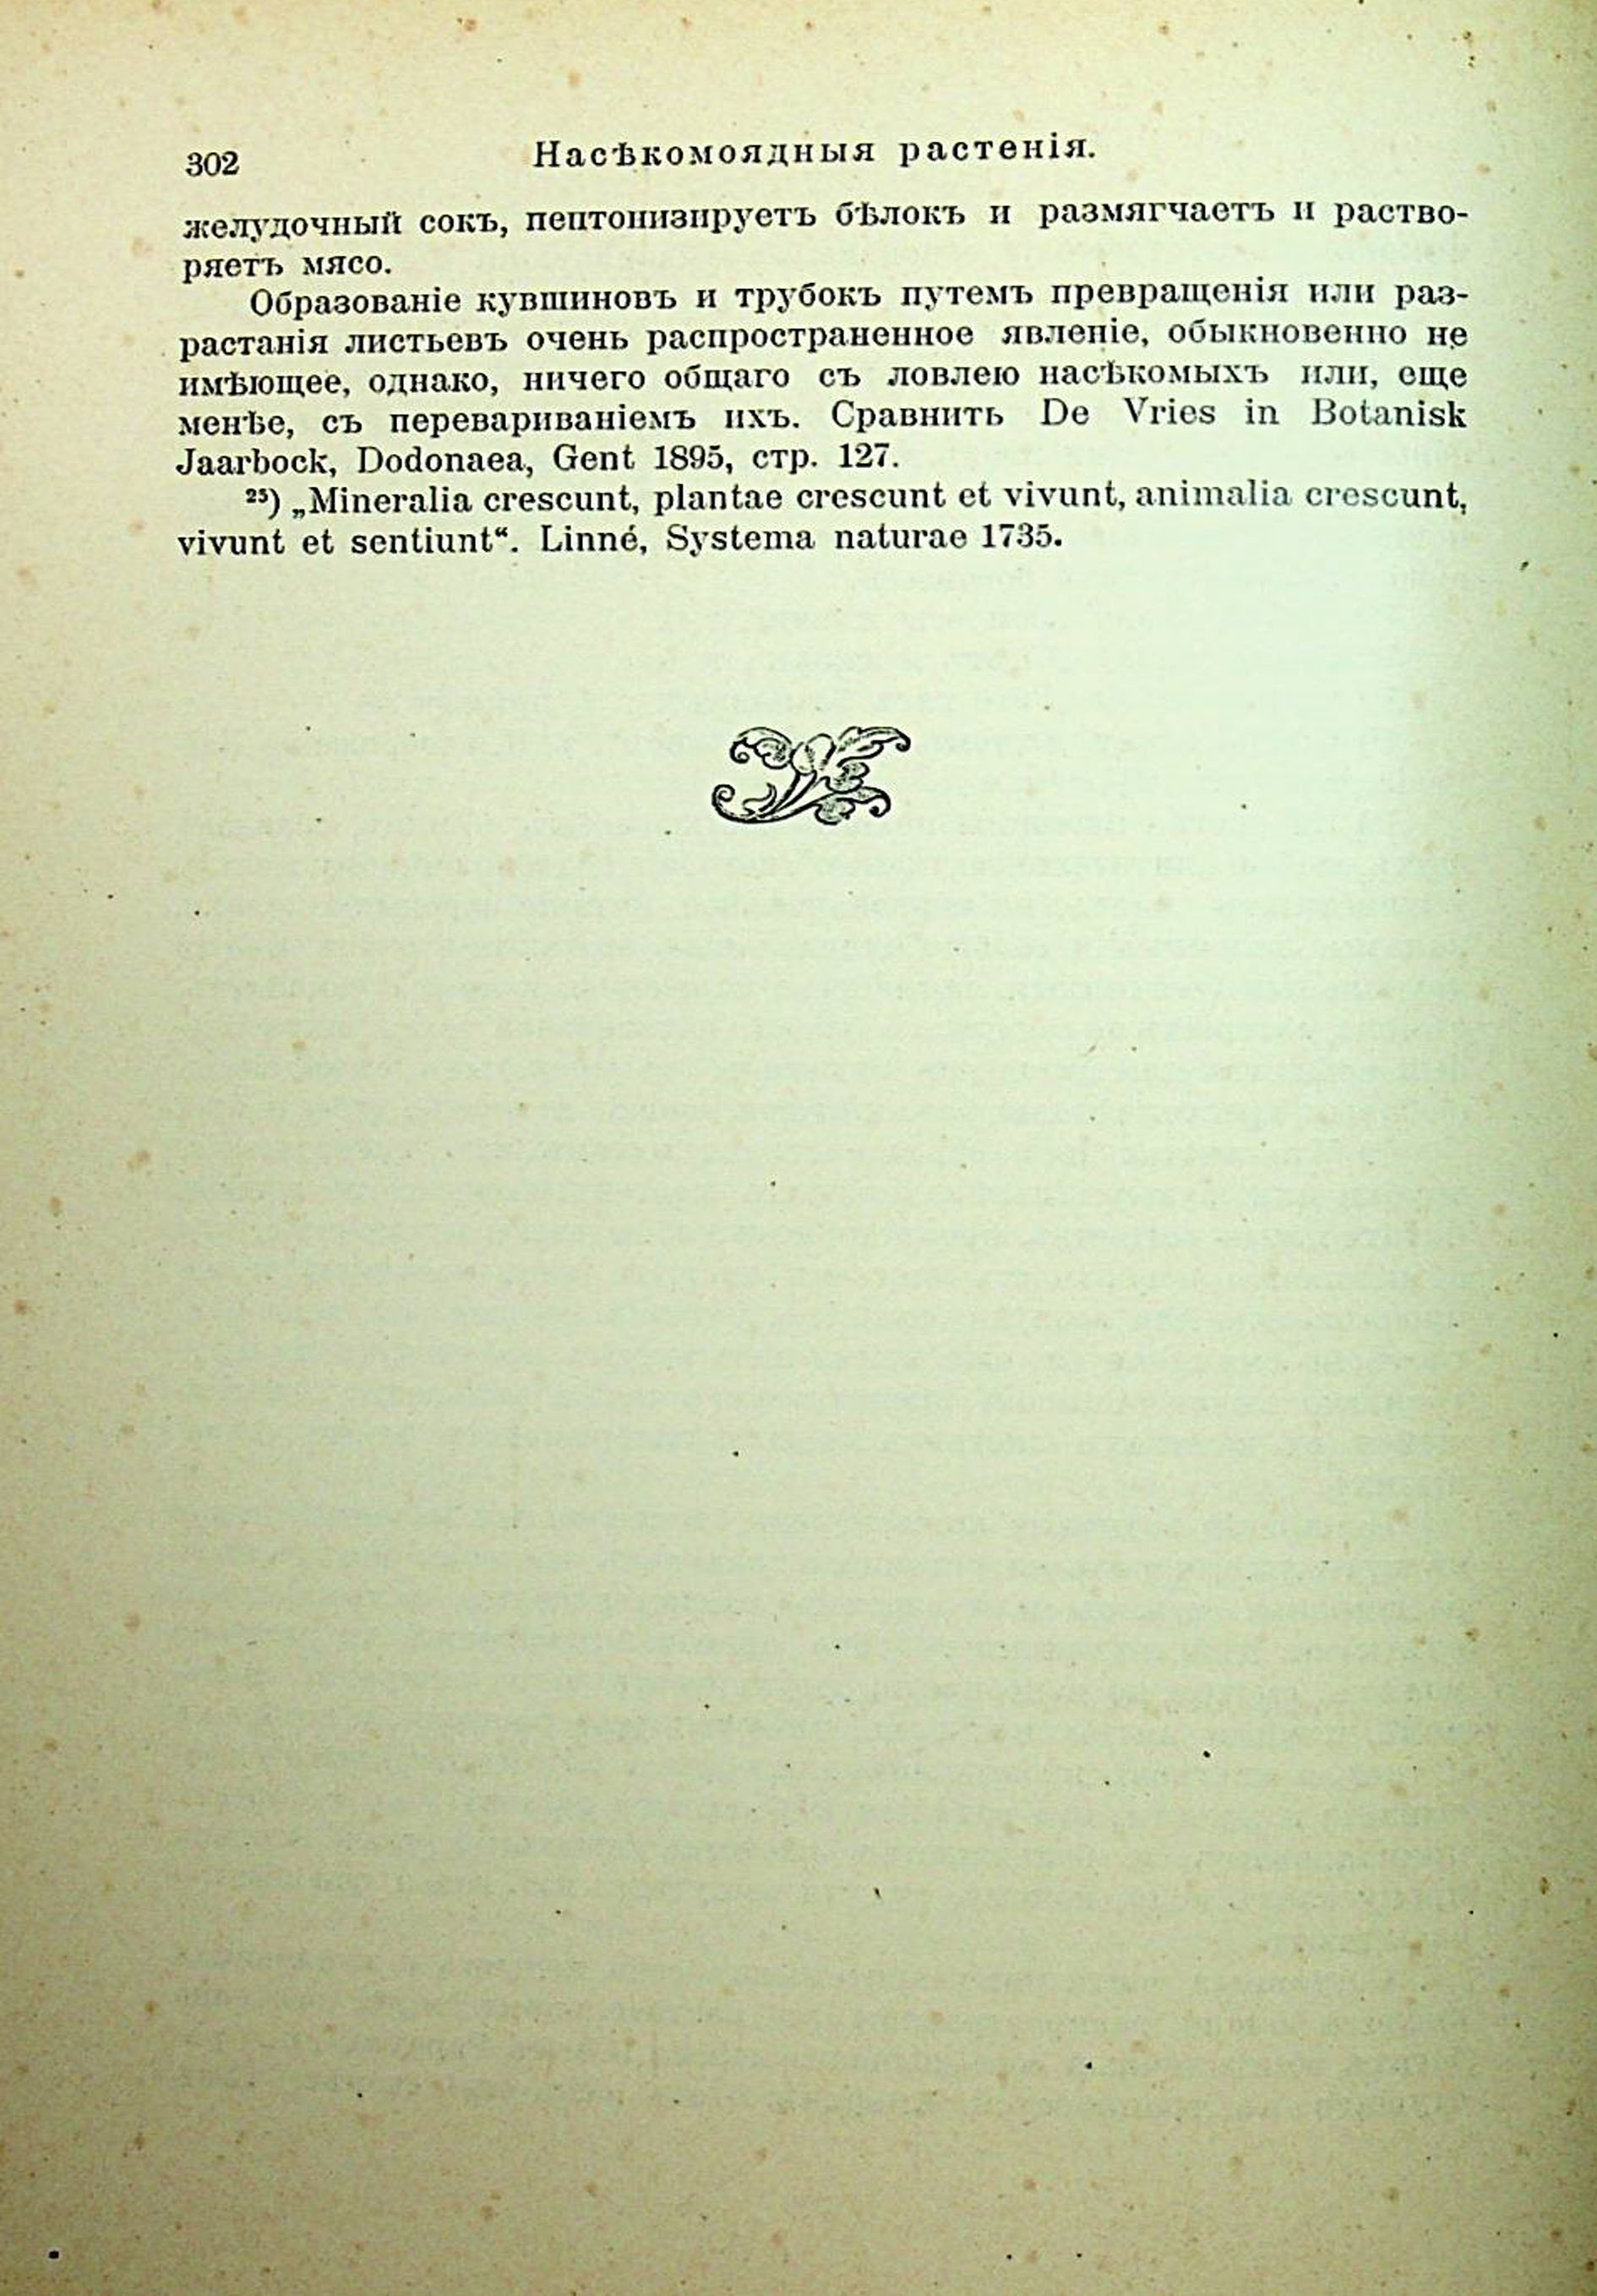 302
Насѣкомоядныя растенія.
желудочный сокъ, пептонизируетъ бѣлокъ и размягчаетъ и раство-
ряетъ мясо.
Образованіе кувшиновъ и трубокъ путемъ превращенія или раз-
растанія листьевъ очень распространенное явленіе, обыкновенно не
имѣющее, однако, ничего общаго съ ловлею насѣкомыхъ или, еще
менѣе, съ перевариваніемъ ихъ. Сравнить De Vries in Botanisk
Jaarbock, Dodonaea, Gent 1895, стр. 127.
²³) „Mineralia crescunt, plantae crescunt et vivunt, animalia crescunt,
vivunt et sentiunt“. Linné, Systema naturae 1735.